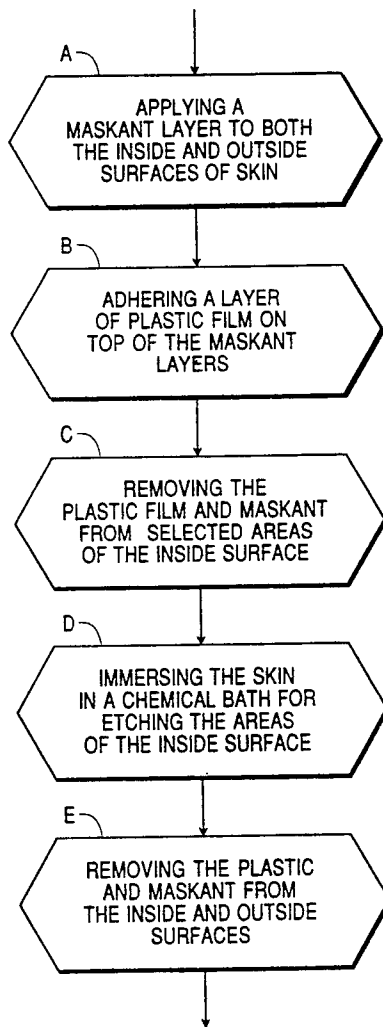 A
APPLYING A
MASKANT LAYER TO BOTH
THE INSIDE AND OUTSIDE
SURFACES OF SKIN
B
ADHERING A LAYER
OF PLASTIC FILM ON
TOP OF THE MASKANT
LAYERS
C
REMOVING THE
PLASTIC FILM AND MASKANT
FROM SELECTED AREAS
OF THE INSIDE SURFACE
D
IMMERSING THE SKIN
IN A CHEMICAL BATH FOR
ETCHING THE AREAS
OF THE INSIDE SURFACE
E
REMOVING THE PLASTIC
AND MASKANT FROM
THE INSIDE AND OUTSIDE
SURFACES